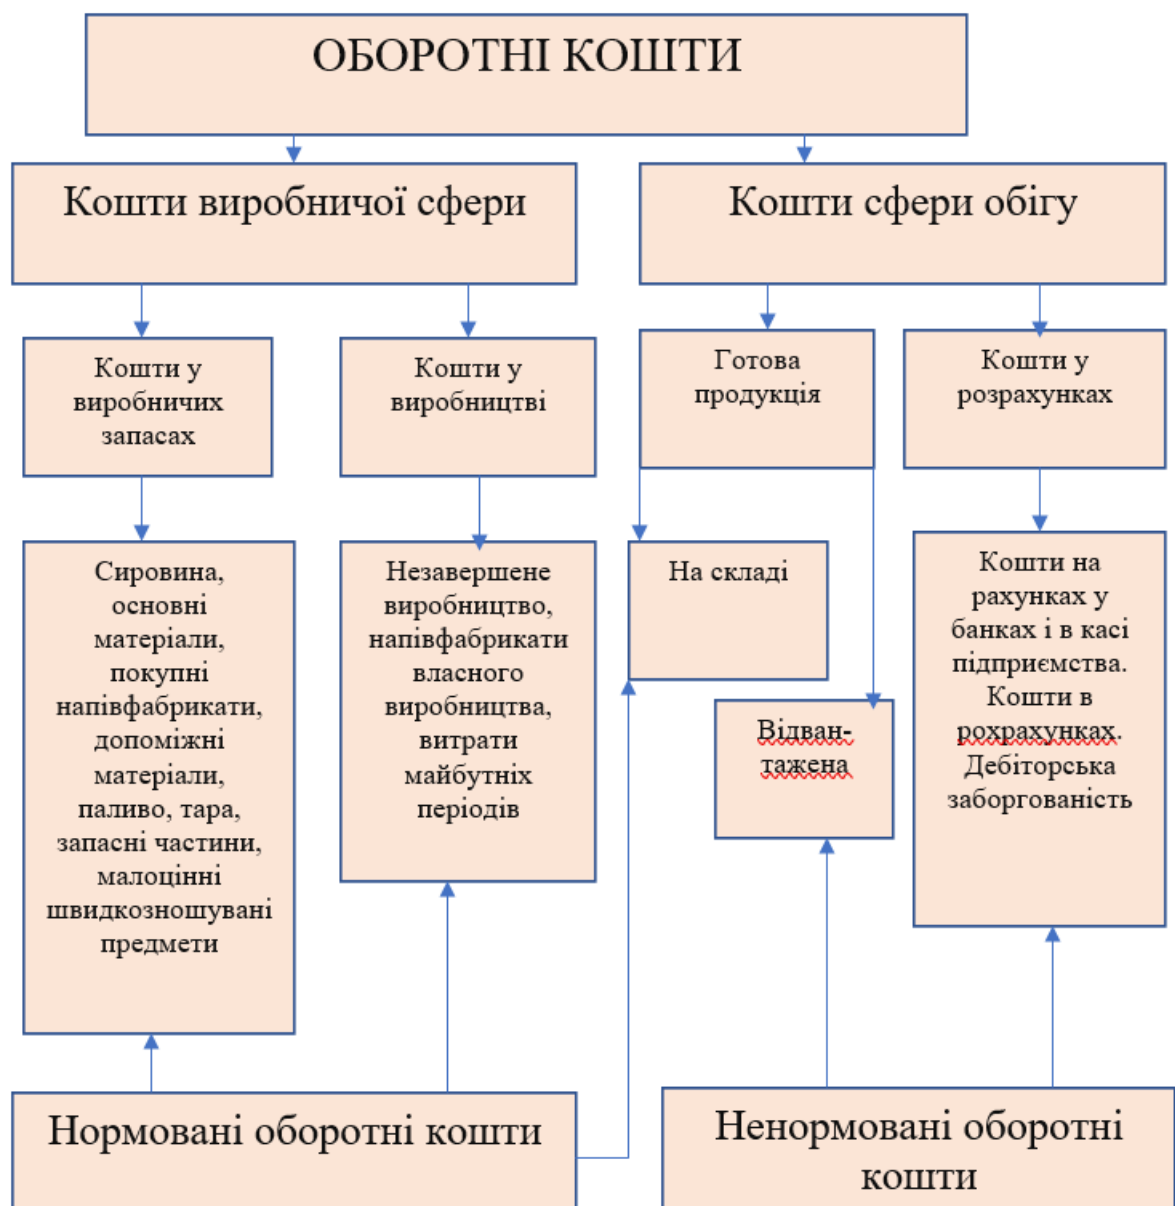 ОБОРОТНІ КОШТИ
Кошти виробничої сфери
Кошти сфери обігу
Кошти у
виробничих
запасах
Кошти у
виробництві
Готова
продукція
Кошти у
розрахунках
Сировина,
основні
матеріали,
покупні
напівфабрикати,
допоміжні
матеріали,
паливо, тара,
запасні частини,
малоцінні
швидкозношувані
предмети
Незавершене
виробництво,
напівфабрикати
власного
виробництва,
витрати
майбутніх
періодів
На складі
Відван-
тажена
Кошти на
рахунках у
банках і в касі
підприємства.
Кошти в
рохрахунках.
Дебіторська
заборгованість
Нормовані оборотні кошти
Ненормовані оборотні
кошти